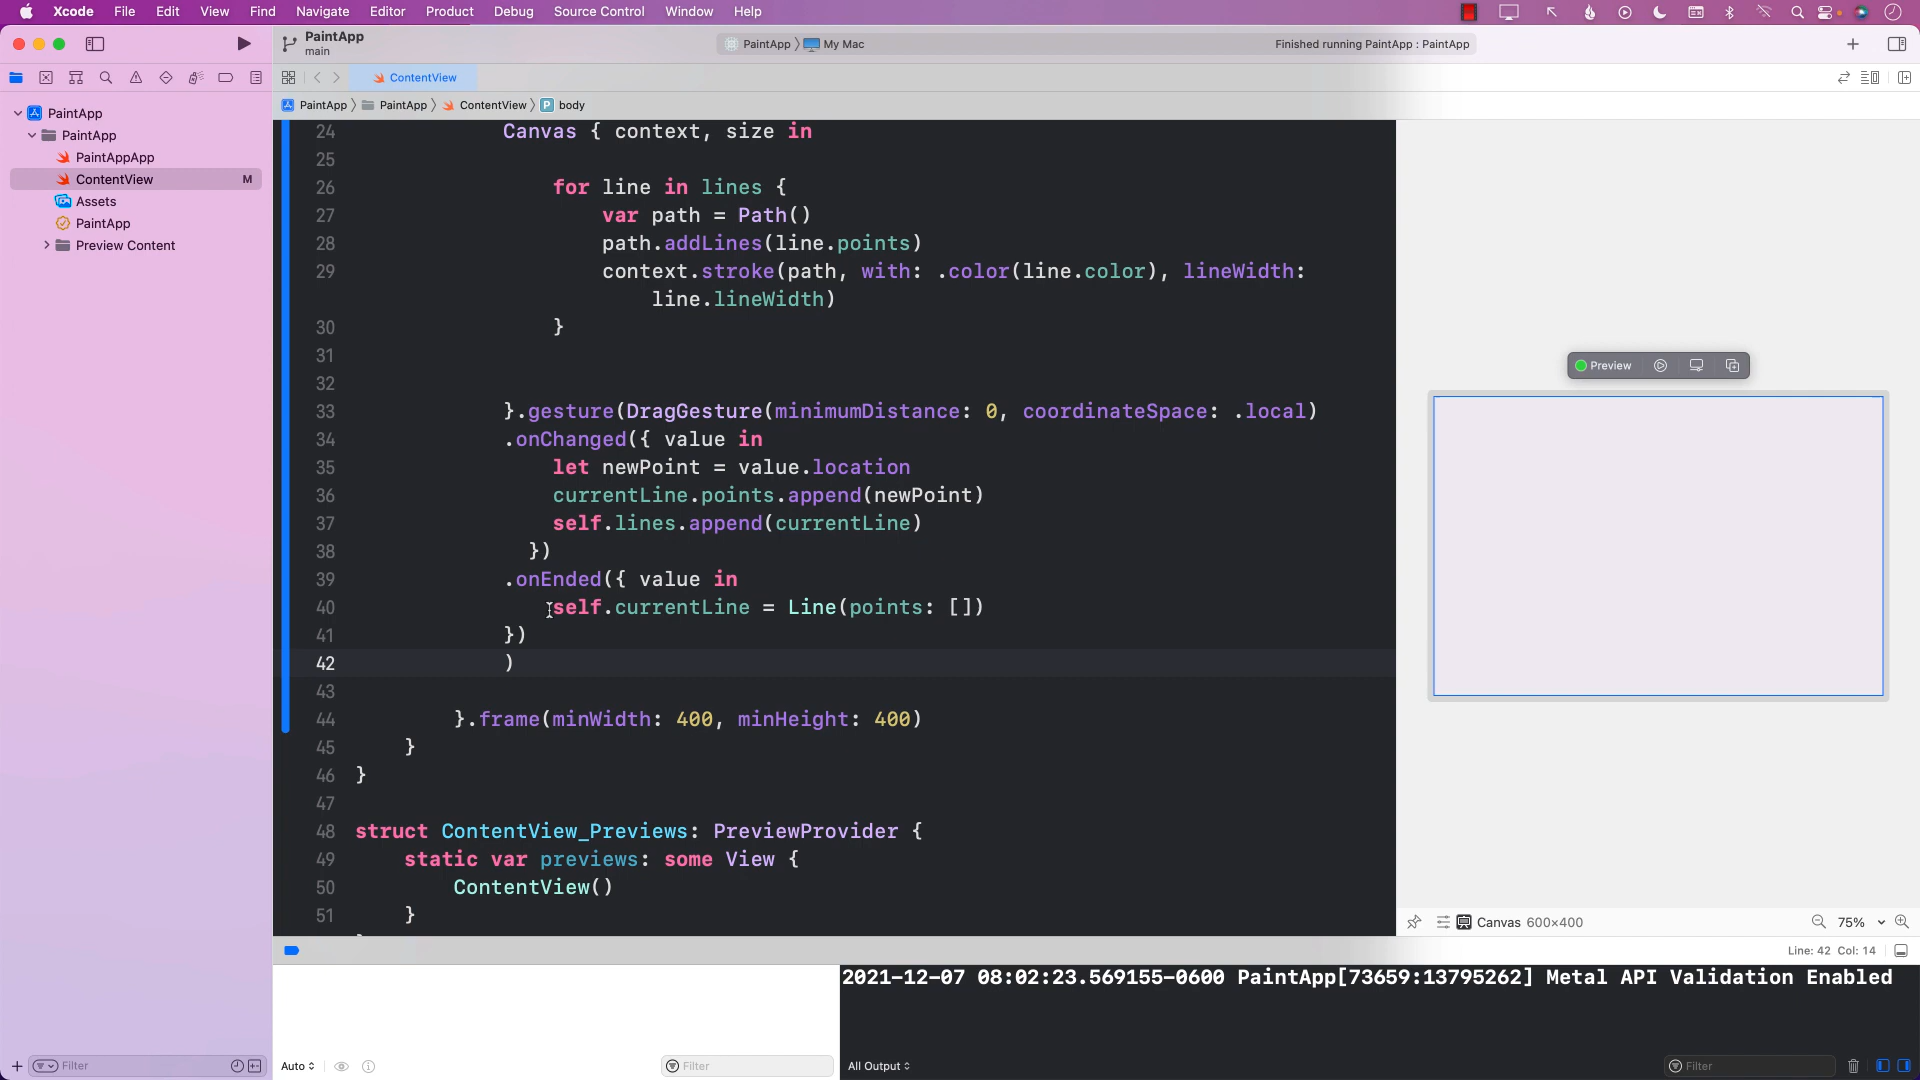 Xcode File Edit View Find Navigate Editor Product Debug Source Control Window Help
PaintApp
main
PaintApp My Mac
Finished running PaintApp : PaintApp
ContentView
PaintApp PaintApp ContentView P body
PaintApp
PaintApp
PaintAppApp
ContentView M
Assets
PaintApp
Preview Content
24 Canvas { context, size in
25
26 for line in lines {
27 var path = Path()
28 path.addLines(line.points)
29 context.stroke(path, with: .color(line.color), lineWidth:
line.lineWidth)
30 }
31
32
33 }.gesture(DragGesture(minimumDistance: 0, coordinateSpace: .local)
34 .onChanged({ value in
35 let newPoint = value.location
36 currentLine.points.append(newPoint)
37 self.lines.append(currentLine)
38 })
39 .onEnded({ value in
40 self.currentLine = Line(points: [])
41 })
42 )
43
44 }.frame(minWidth: 400, minHeight: 400)
45 }
46 }
47
48 struct ContentView_Previews: PreviewProvider {
49 static var previews: some View {
50 ContentView()
51 }
Preview
Canvas 600×400
75%
Line: 42 Col: 14
2021-12-07 08:02:23.569155-0600 PaintApp[73659:13795262] Metal API Validation Enabled
Filter
Auto
Filter
All Output
Filter